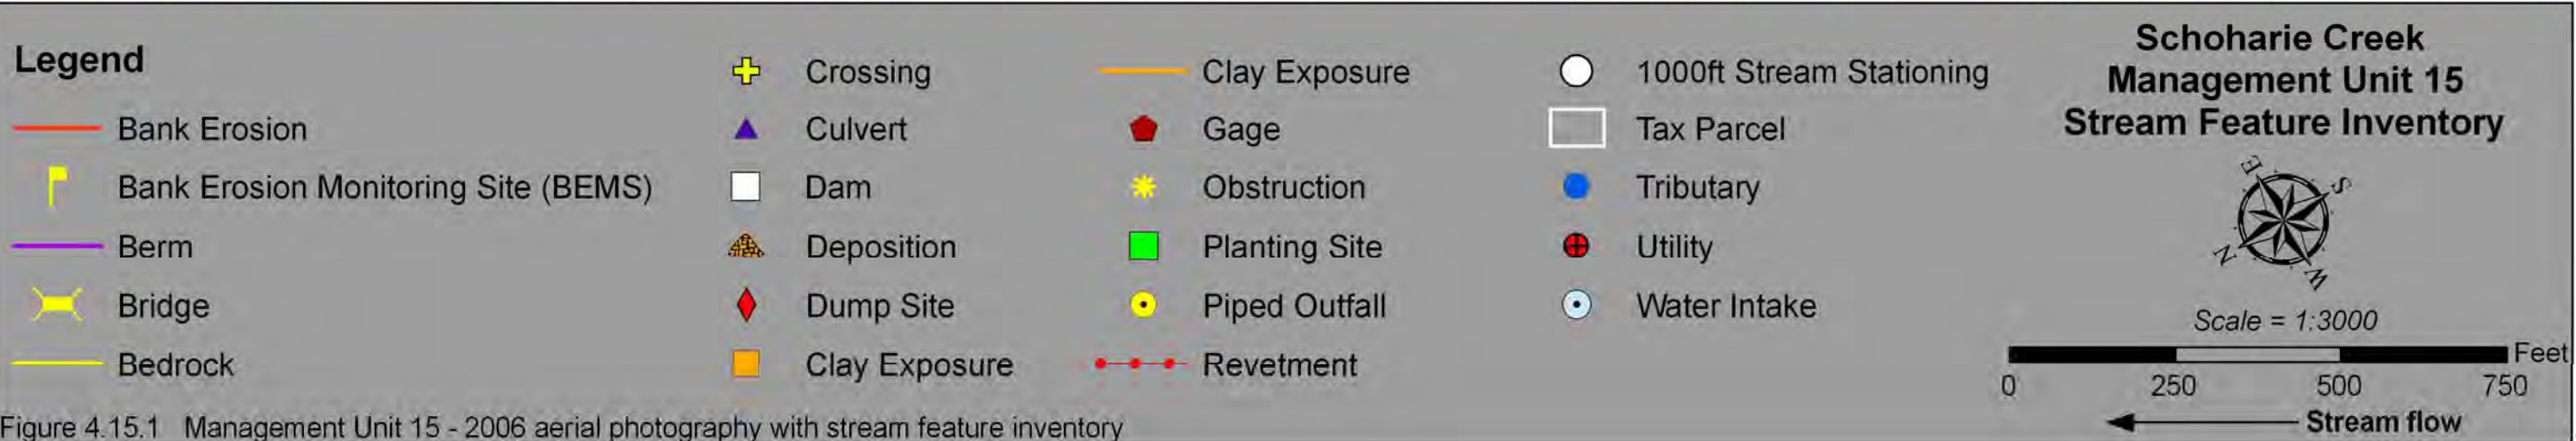 Legend
Bank Erosion
Bank Erosion Monitoring Site (BEMS)
Berm
Bridge
Bedrock
Crossing
Culvert
Dam
Deposition
Dump Site
Clay Exposure
Clay Exposure
Gage
Obstruction
Planting Site
Piped Outfall
Revetment
1000ft Stream Stationing
Tax Parcel
Tributary
Utility
Water Intake
Schoharie Creek
Management Unit 15
Stream Feature Inventory
E
S
N
W
Scale = 1:3000
Feet
0 250 500 750
Stream flow
Figure 4.15.1 Management Unit 15 - 2006 aerial photography with stream feature inventory